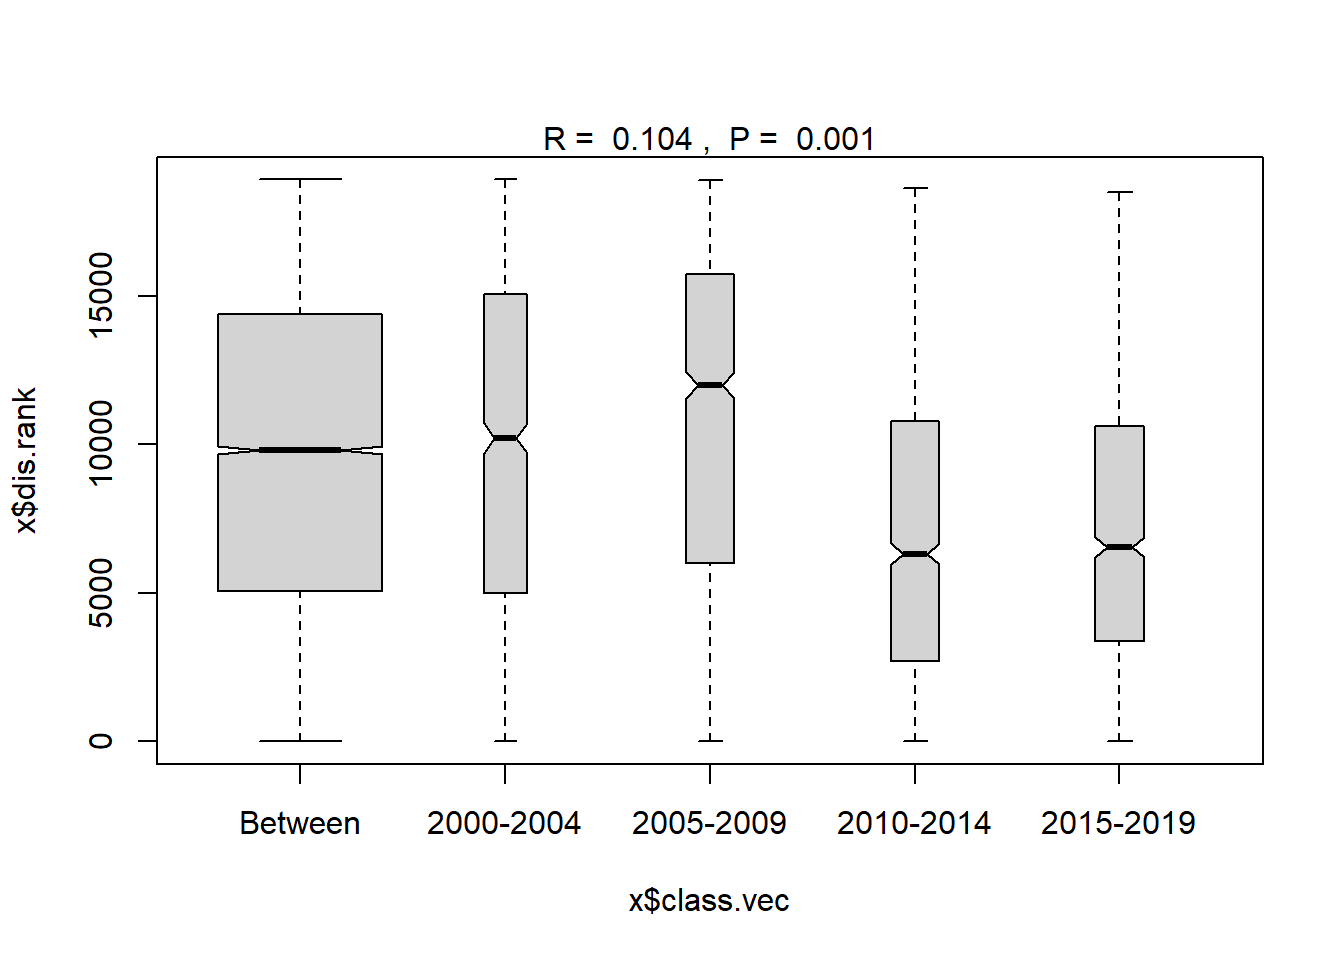 R =  0.104 ,  P =  0.001
x$dis.rank
15000
10000
5000
0
Between 2000-2004 2005-2009 2010-2014 2015-2019
x$class.vec